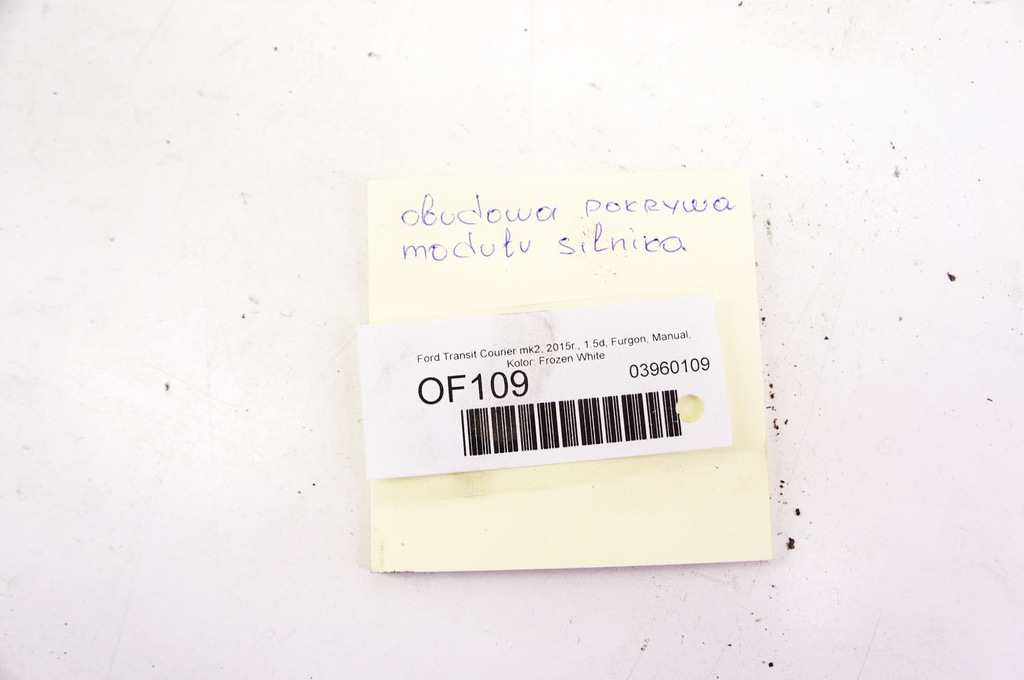 obudowa pokrywa
modułu silnika
Ford Transit Courier mk2, 2015r., 1.5d, Furgon, Manual,
Kolor: Frozen White
OF109
03960109